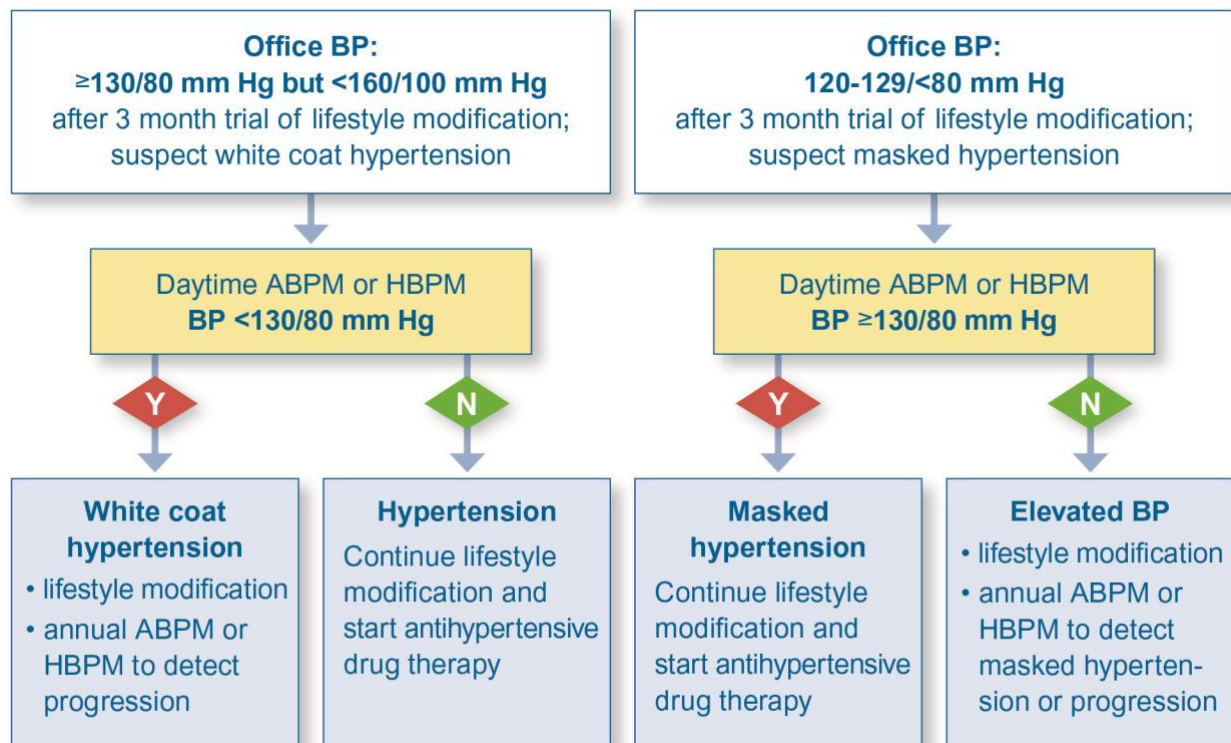 Office BP:
≥130/80 mm Hg but <160/100 mm Hg
after 3 month trial of lifestyle modification;
suspect white coat hypertension
Daytime ABPM or HBPM
BP <130/80 mm Hg
Y
N
White coat
hypertension
• lifestyle modification
• annual ABPM or
HBPM to detect
progression
Hypertension
Continue lifestyle
modification and
start antihypertensive
drug therapy
Office BP:
120-129/<80 mm Hg
after 3 month trial of lifestyle modification;
suspect masked hypertension
Daytime ABPM or HBPM
BP ≥130/80 mm Hg
Y
N
Masked
hypertension
Continue lifestyle
modification and
start antihypertensive
drug therapy
Elevated BP
• lifestyle modification
• annual ABPM or
HBPM to detect
masked hyperten-
sion or progression